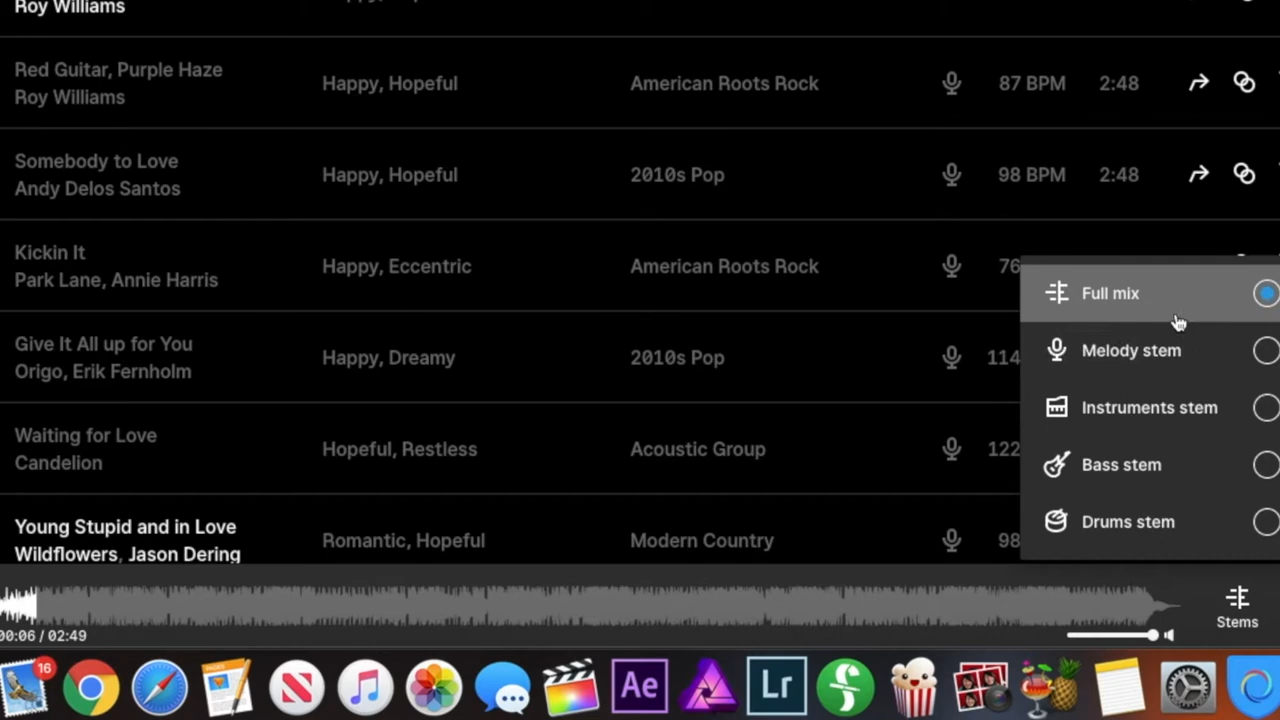 Roy Williams
Red Guitar, Purple Haze
Roy Williams
Happy, Hopeful
American Roots Rock
87 BPM
2:48
Somebody to Love
Andy Delos Santos
Happy, Hopeful
2010s Pop
98 BPM
2:48
Kickin It
Park Lane, Annie Harris
Happy, Eccentric
American Roots Rock
76
Give It All up for You
Origo, Erik Fernholm
Happy, Dreamy
2010s Pop
114
Waiting for Love
Candelion
Hopeful, Restless
Acoustic Group
122
Young Stupid and in Love
Wildflowers, Jason Dering
Romantic, Hopeful
Modern Country
98
Full mix
Melody stem
Instruments stem
Bass stem
Drums stem
00:06 / 02:49
Stems
16
PAGES
Ae
Lr